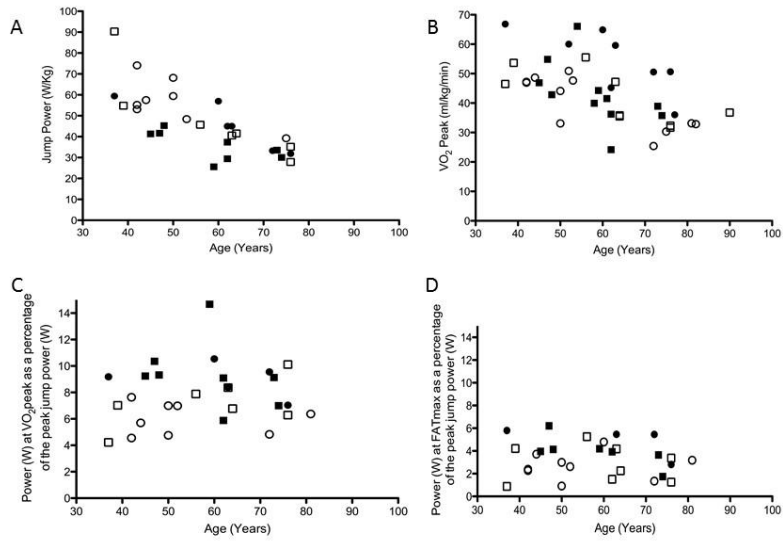 A
Jump Power (W/Kg)
100
90
80
70
60
50
40
30
20
10
0
30 40 50 60 70 80 90 100
Age (Years)
B
VO2 Peak (ml/kg/min)
70
60
50
40
30
20
10
0
30 40 50 60 70 80 90 100
Age (Years)
C
Power (W) at VO2peak as a percentage
of the peak jump power (W)
14
12
10
8
6
4
2
0
30 40 50 60 70 80 90 100
Age (Years)
D
Power (W) at FATmax as a percentage
of the peak jump power (W)
14
12
10
8
6
4
2
0
30 40 50 60 70 80 90 100
Age (Years)